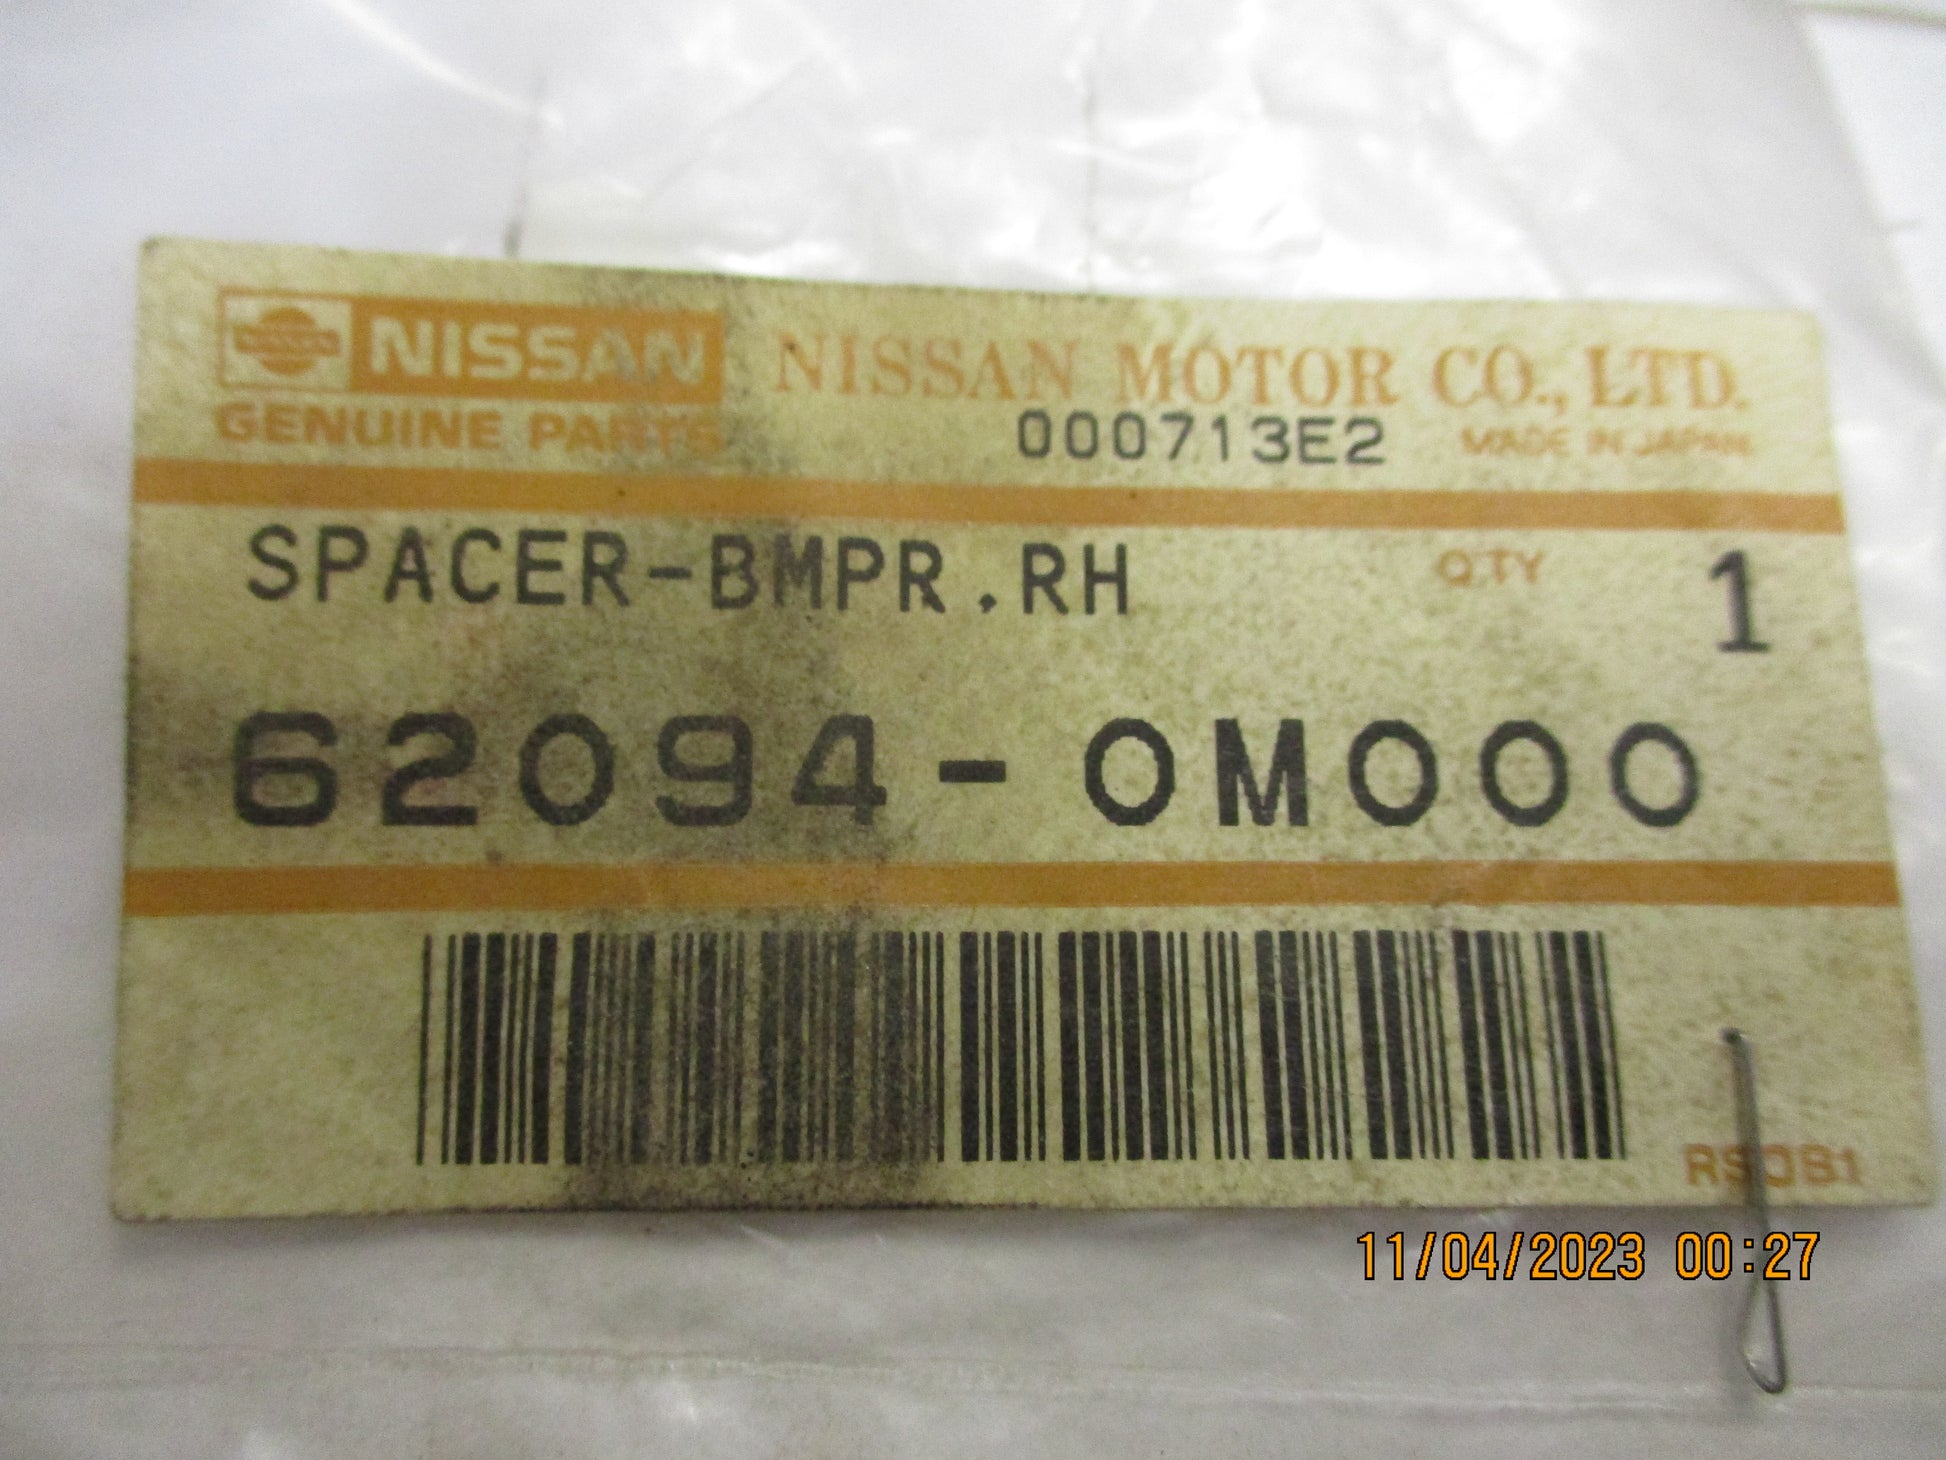 NISSAN NISSAN NISSAN MOTOR CO., LTD.
GENUINE PARTS 000713E2 MADE IN JAPAN
SPACER-BMPR.RH QTY 1
62094-0M000
RSOB1
11/04/2023 00:27